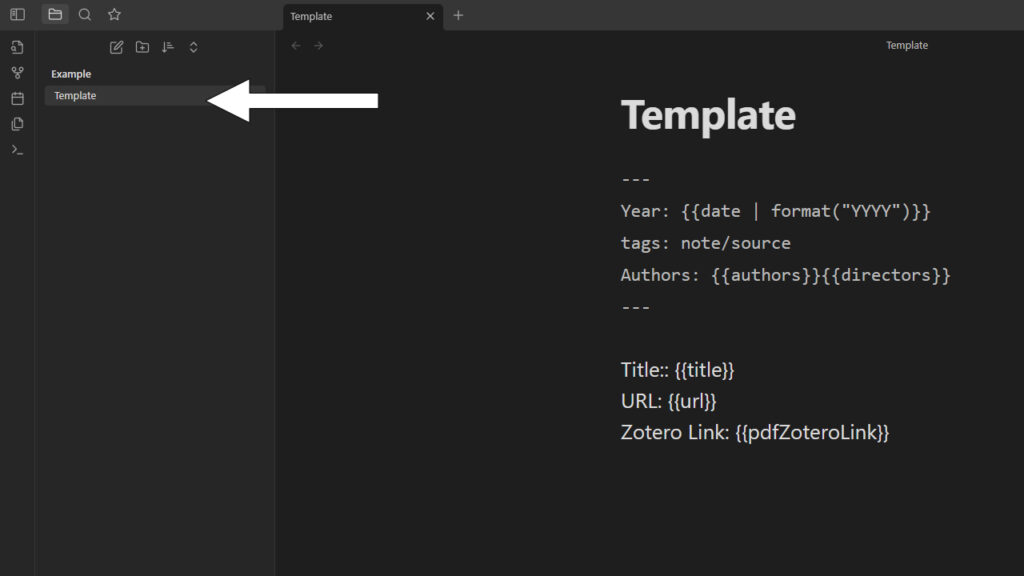 Template
Template
Example
Template
Template
---
Year: {{date | format("YYYY")}}
tags: note/source
Authors: {{authors}}{{directors}}
---
Title:: {{title}}
URL: {{url}}
Zotero Link: {{pdfZoteroLink}}